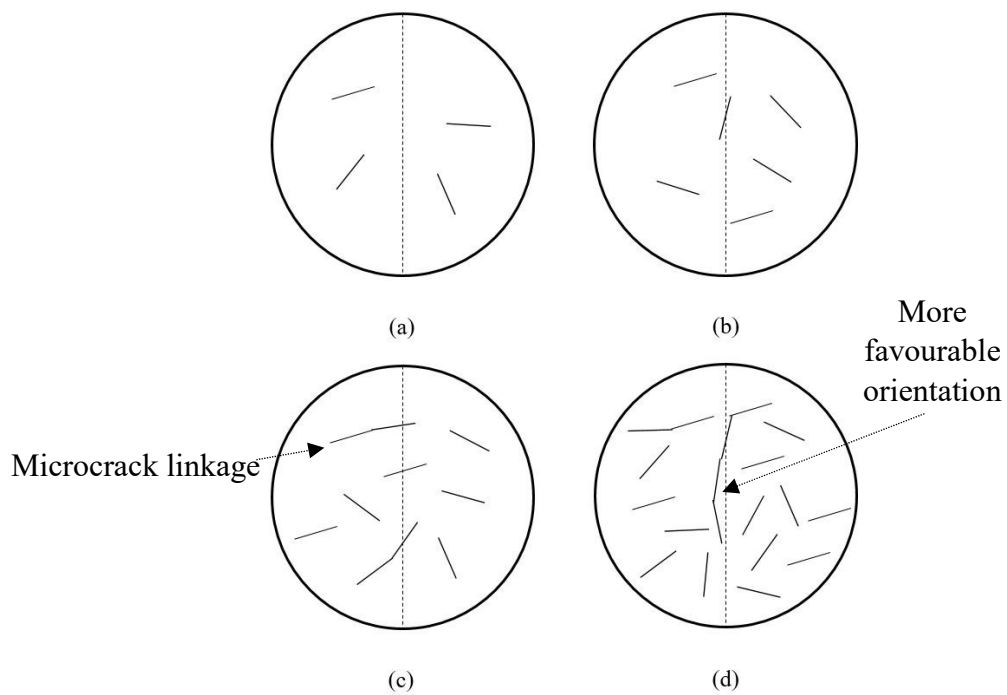 (a)
(b)
More
favourable
orientation
Microcrack linkage
(c)
(d)